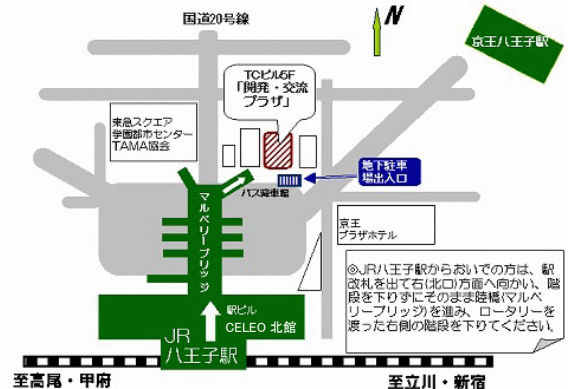 国道20号線
N
京王八王子駅
TCビル5F
「開発・交流
プラザ」
東急スクエア
学園都市センター
TAMA協会
地下駐車
場出入口
バス降車場
マルベリーブリッジ
京王
プラザホテル
◎JR八王子駅からおいでの方は、駅
改札を出て右(北口)方面へ向かい、階
段を下りずにそのまま陸橋(マルベ
リーブリッジ)を進み、ロータリーを
渡った右側の階段を下りてください。
駅ビル
CELEO 北館
JR
八王子駅
至高尾・甲府
至立川・新宿